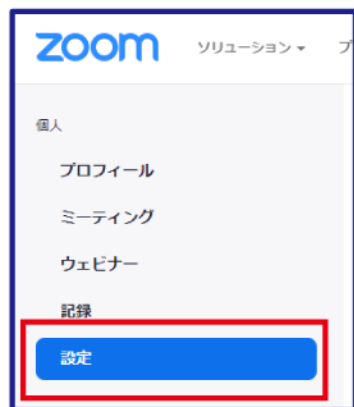 zoom ソリューション プ
個人
プロフィール
ミーティング
ウェビナー
記録
設定